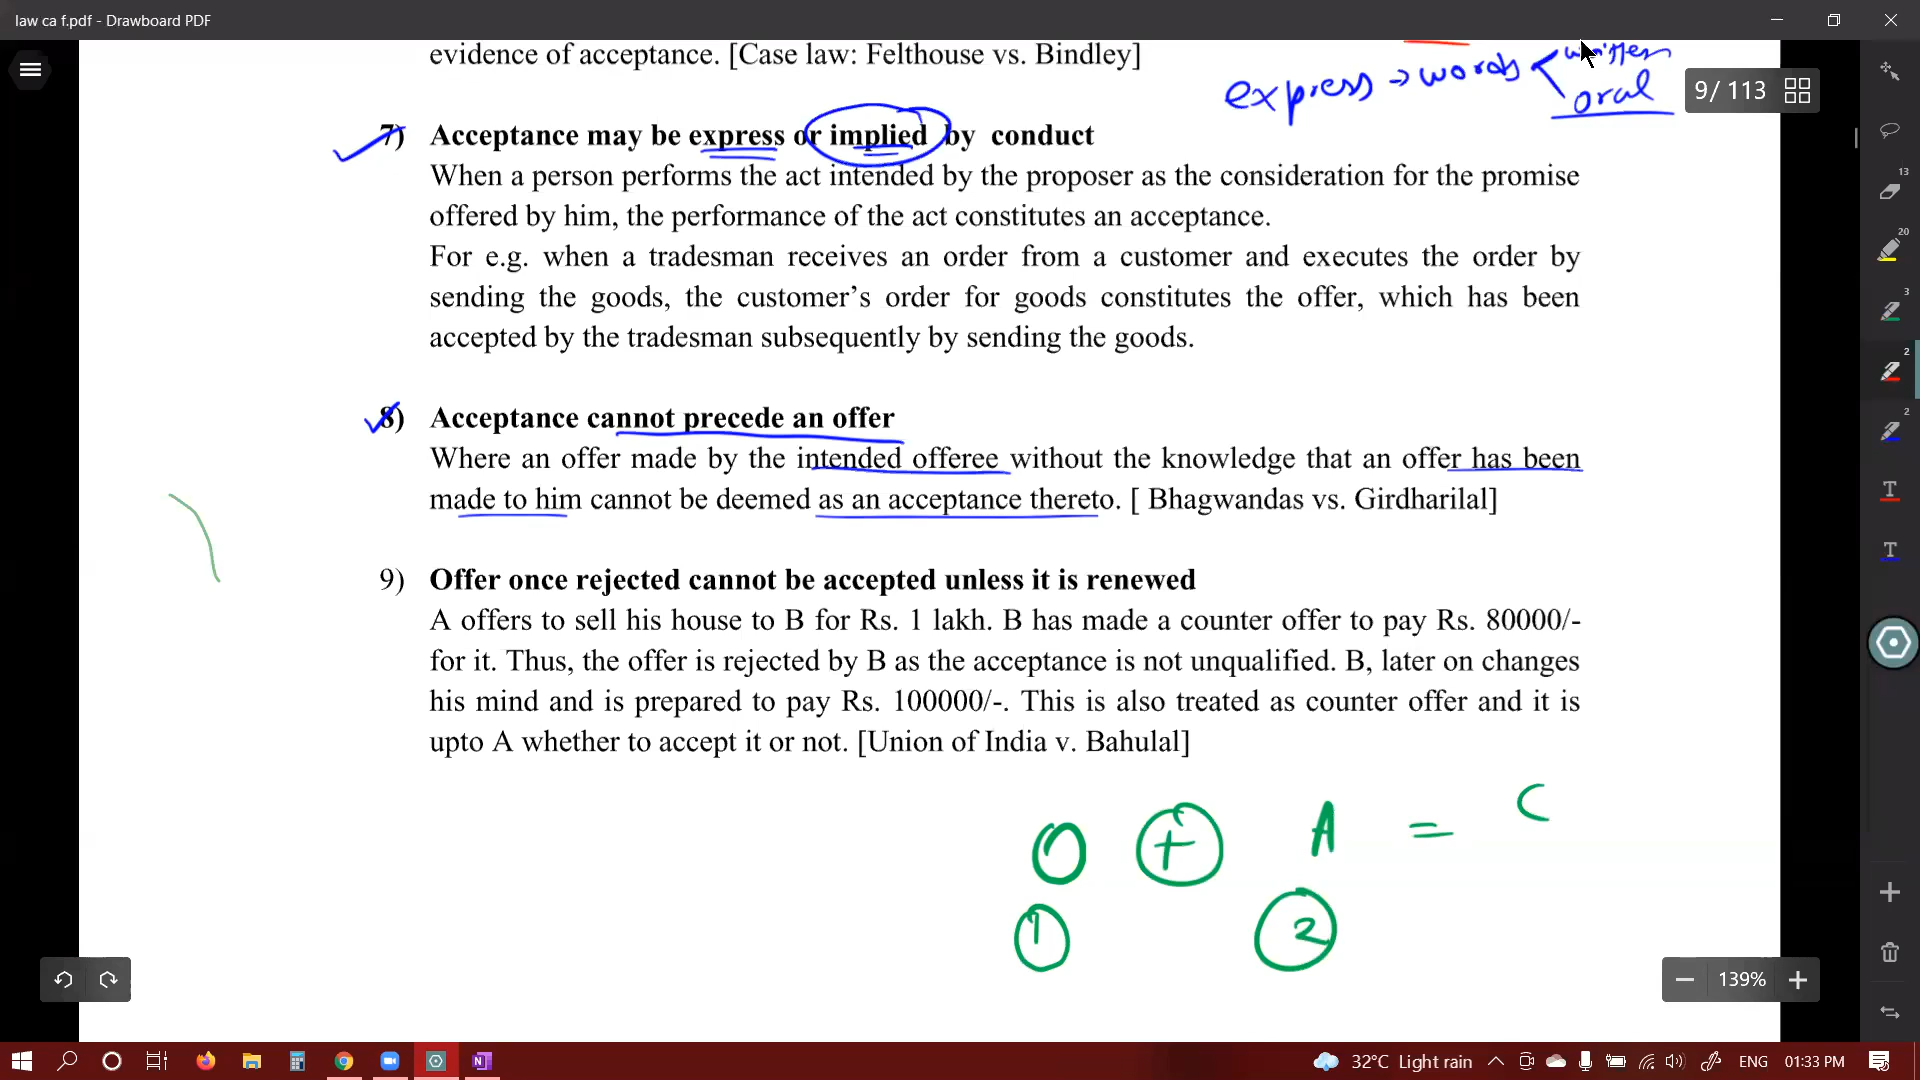 law ca f.pdf - Drawboard PDF
evidence of acceptance. [Case law: Felthouse vs. Bindley]
express → words < written
oral
9 / 113
7) Acceptance may be express or implied by conduct
When a person performs the act intended by the proposer as the consideration for the promise
offered by him, the performance of the act constitutes an acceptance.
For e.g. when a tradesman receives an order from a customer and executes the order by
sending the goods, the customer’s order for goods constitutes the offer, which has been
accepted by the tradesman subsequently by sending the goods.
8) Acceptance cannot precede an offer
Where an offer made by the intended offeree without the knowledge that an offer has been
made to him cannot be deemed as an acceptance thereto. [ Bhagwandas vs. Girdharilal]
9) Offer once rejected cannot be accepted unless it is renewed
A offers to sell his house to B for Rs. 1 lakh. B has made a counter offer to pay Rs. 80000/-
for it. Thus, the offer is rejected by B as the acceptance is not unqualified. B, later on changes
his mind and is prepared to pay Rs. 100000/-. This is also treated as counter offer and it is
upto A whether to accept it or not. [Union of India v. Bahulal]
O + A = C
1 2
13
20
3
2
2
T
T
139%
32°C Light rain
ENG
01:33 PM